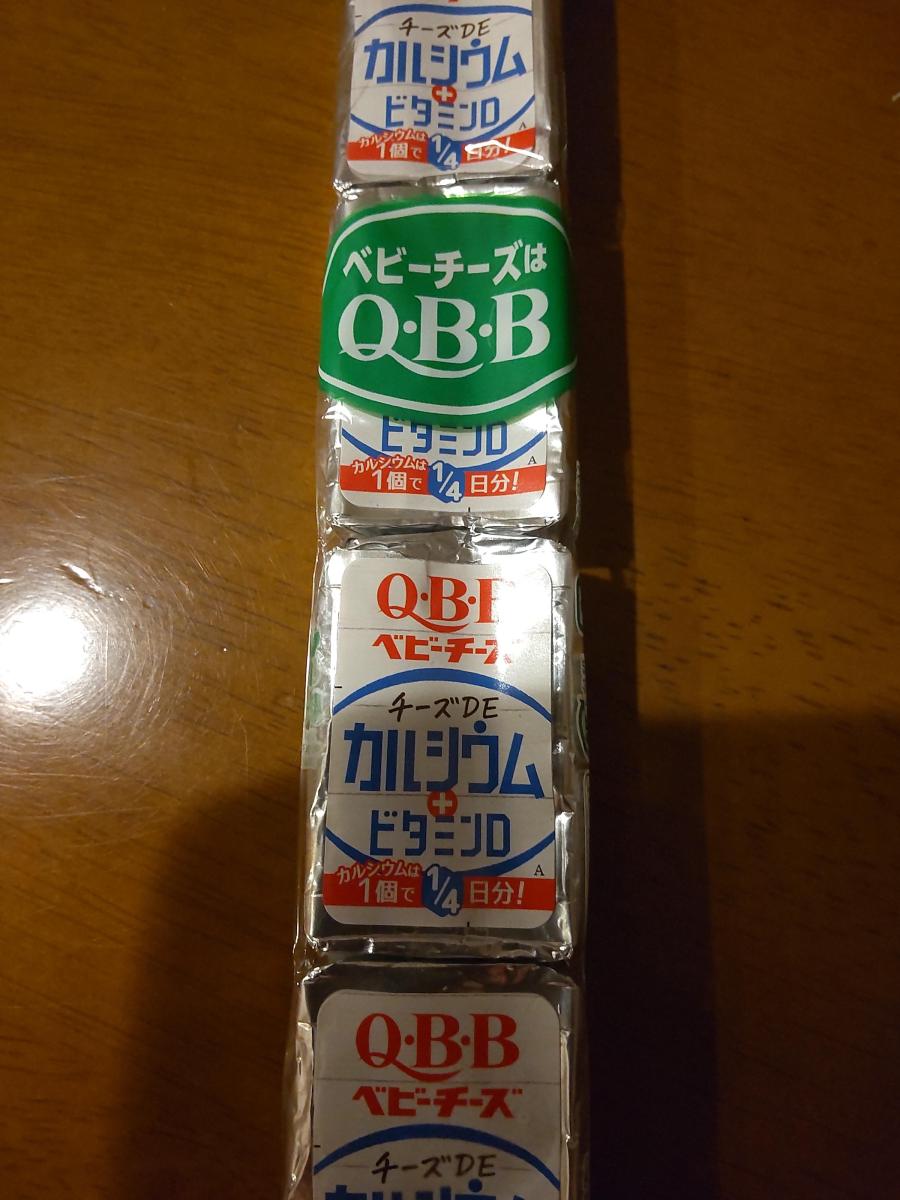 チーズDE
カルシウム
+
ビタミンD
A
カルシウムは
1個で 1/4 日分!
ベビーチーズは
Q・B・B
ビタミンD
A
カルシウムは
1個で 1/4 日分!
Q・B・B
ベビーチーズ
チーズDE
カルシウム
+
ビタミンD
A
カルシウムは
1個で 1/4 日分!
Q・B・B
ベビーチーズ
チーズDE
カルシウム